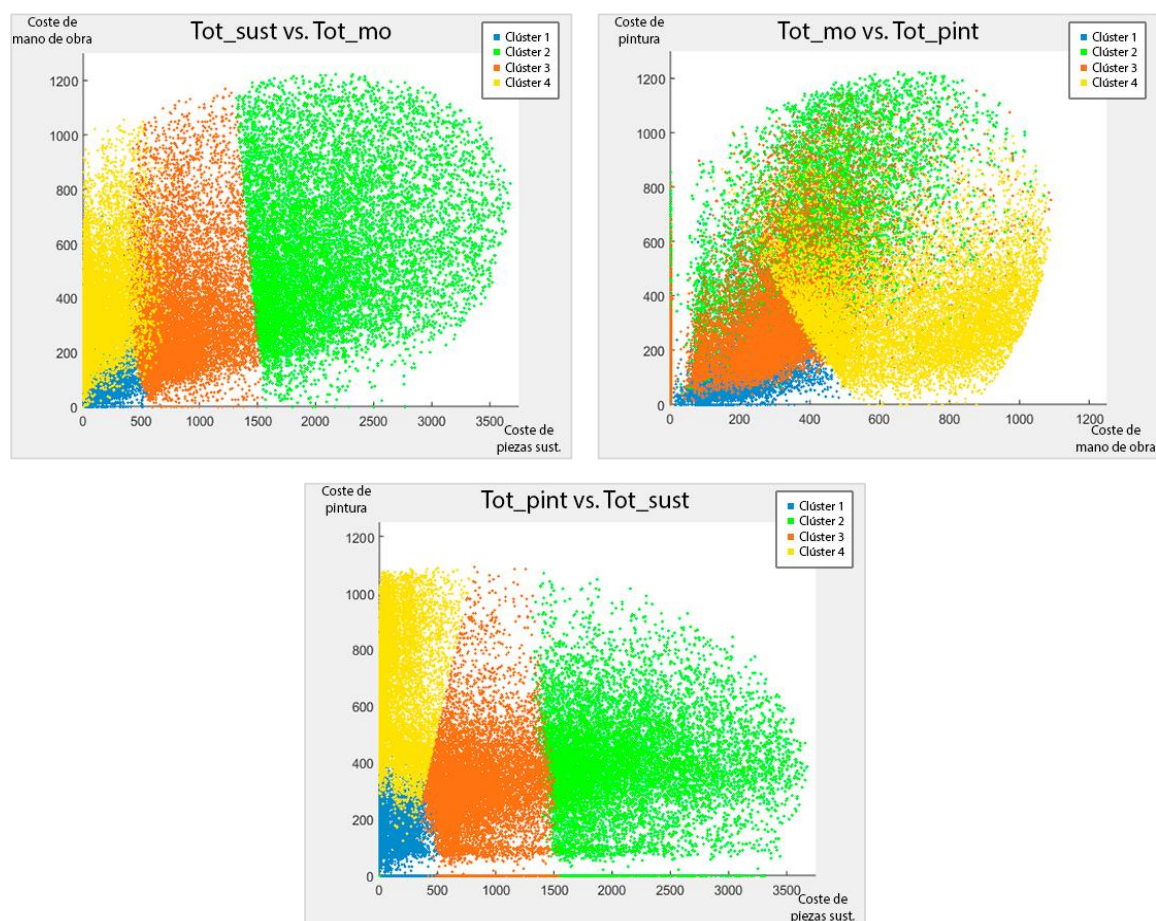 Coste de
mano de obra
Tot_sust vs. Tot_mo
Clúster 1
Clúster 2
Clúster 3
Clúster 4
1200
1000
800
600
400
200
0
0 500 1000 1500 2000 2500 3000 3500
Coste de
piezas sust.
Coste de
pintura
Tot_mo vs. Tot_pint
Clúster 1
Clúster 2
Clúster 3
Clúster 4
1200
1000
800
600
400
200
0
0 200 400 600 800 1000 1200
Coste de
mano de obra
Coste de
pintura
Tot_pint vs. Tot_sust
Clúster 1
Clúster 2
Clúster 3
Clúster 4
1200
1000
800
600
400
200
0
0 500 1000 1500 2000 2500 3000 3500
Coste de
piezas sust.